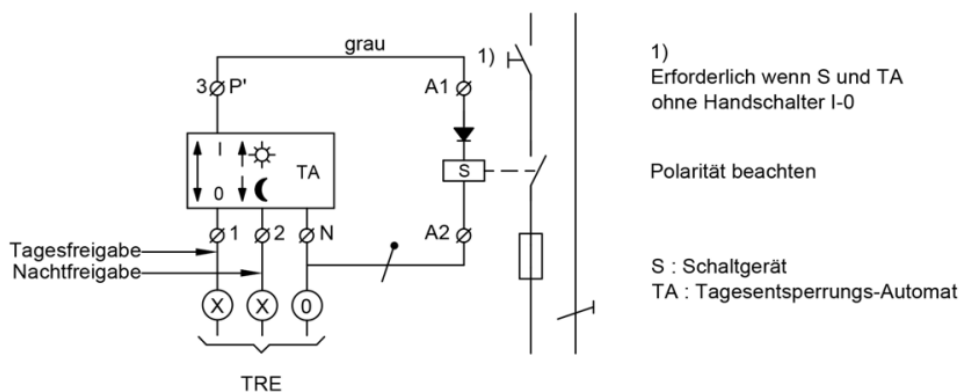 grau
1)
3
P'
A1
I
0
TA
S
1
2
N
A2
Tagesfreigabe
Nachtfreigabe
X
X
0
TRE
1)
Erforderlich wenn S und TA
ohne Handschalter I-0
Polarität beachten
S : Schaltgerät
TA : Tagesentsperrungs-Automat